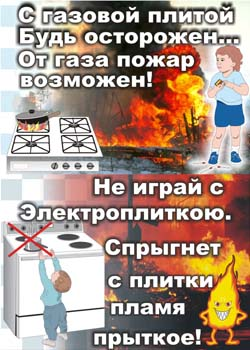 С газовой плитой
Будь осторожен...
От газа пожар
возможен!
Не играй с
Электроплиткою.
Спрыгнет
с плитки
пламя
прыткое!